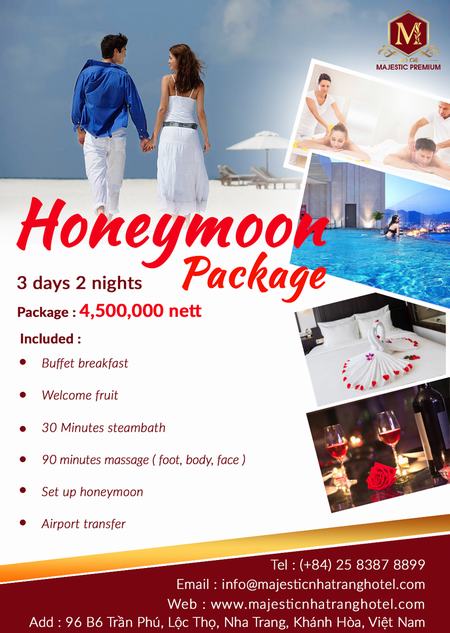 M
MAJESTIC PREMIUM
Honeymoon
Package
3 days 2 nights
Package : 4,500,000 nett
Included :
• Buffet breakfast
• Welcome fruit
• 30 Minutes steambath
• 90 minutes massage ( foot, body, face )
• Set up honeymoon
• Airport transfer
Tel : (+84) 25 8387 8899
Email : info@majesticnhatranghotel.com
Web : www.majesticnhatranghotel.com
Add : 96 B6 Trần Phú, Lộc Thọ, Nha Trang, Khánh Hòa, Việt Nam